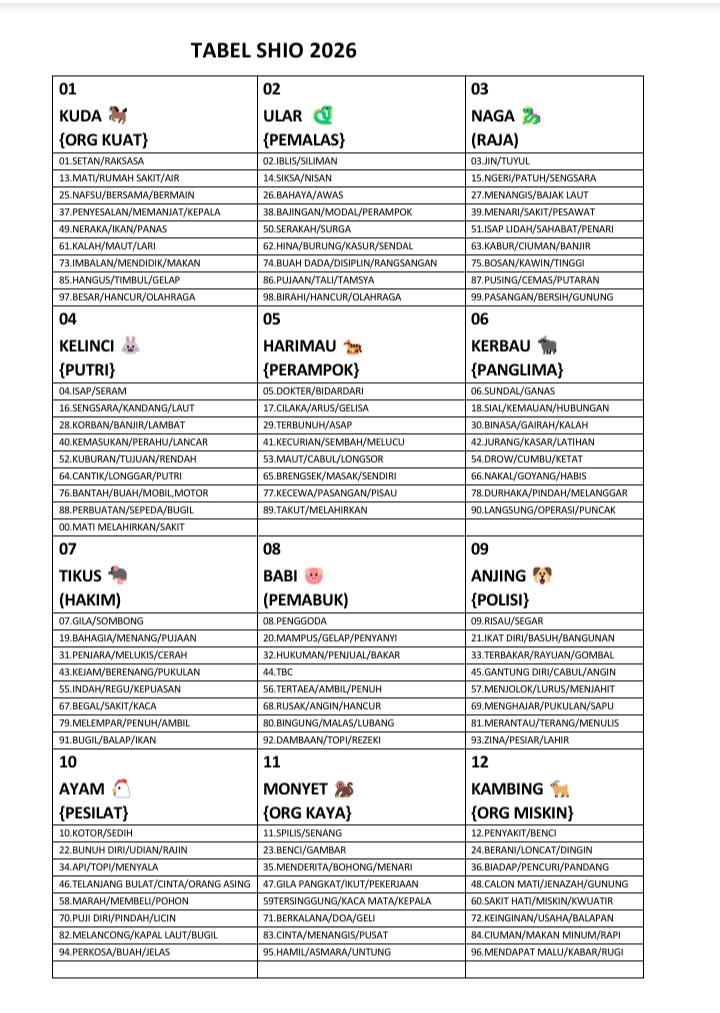 TABEL SHIO 2026
01
KUDA
{ORG KUAT}
01.SETAN/RAKSASA
13.MATI/RUMAH SAKIT/AIR
25.NAFSU/BERSAMA/BERMAIN
37.PENYESALAN/MEMANJAT/KEPALA
49.NERAKA/IKAN/PANAS
61.KALAH/MAUT/LARI
73.IMBALAN/MENDIDIK/MAKAN
85.HANGUS/TIMBUL/GELAP
97.BESAR/HANCUR/OLAHRAGA
02
ULAR
{PEMALAS}
02.IBLIS/SILIMAN
14.SIKSA/NISAN
26.BAHAYA/AWAS
38.BAJINGAN/MODAL/PERAMPOK
50.SERAKAH/SURGA
62.HINA/BURUNG/KASUR/SENDAL
74.BUAH DADA/DISIPLIN/RANGSANGAN
86.PUJAAN/TALI/TAMSYA
98.BIRAHI/HANCUR/OLAHRAGA
03
NAGA
(RAJA)
03.JIN/TUYUL
15.NGERI/PATUH/SENGSARA
27.MENANGIS/BAJAK LAUT
39.MENARI/SAKIT/PESAWAT
51.ISAP LIDAH/SAHABAT/PENARI
63.KABUR/CIUMAN/BANJIR
75.BOSAN/KAWIN/TINGGI
87.PUSING/CEMAS/PUTARAN
99.PASANGAN/BERSIH/GUNUNG
04
KELINCI
{PUTRI}
04.ISAP/SERAM
16.SENGSARA/KANDANG/LAUT
28.KORBAN/BANJIR/LAMBAT
40.KEMASUKAN/PERAHU/LANCAR
52.KUBURAN/TUJUAN/RENDAH
64.CANTIK/LONGGAR/PUTRI
76.BANTAH/BUAH/MOBIL,MOTOR
88.PERBUATAN/SEPEDA/BUGIL
00.MATI MELAHIRKAN/SAKIT
05
HARIMAU
{PERAMPOK}
05.DOKTER/BIDARDARI
17.CILAKA/ARUS/GELISA
29.TERBUNUH/ASAP
41.KECURIAN/SEMBAH/MELUCU
53.MAUT/CABUL/LONGSOR
65.BRENGSEK/MASAK/SENDIRI
77.KECEWA/PASANGAN/PISAU
89.TAKUT/MELAHIRKAN
06
KERBAU
{PANGLIMA}
06.SUNDAL/GANAS
18.SIAL/KEMAUAN/HUBUNGAN
30.BINASA/GAIRAH/KALAH
42.JURANG/KASAR/LATIHAN
54.DROW/CUMBU/KETAT
66.NAKAL/GOYANG/HABIS
78.DURHAKA/PINDAH/MELANGGAR
90.LANGSUNG/OPERASI/PUNCAK
07
TIKUS
(HAKIM)
07.GILA/SOMBONG
19.BAHAGIA/MENANG/PUJAAN
31.PENJARA/MELUKIS/CERAH
43.KEJAM/BERENANG/PUKULAN
55.INDAH/REGU/KEPUASAN
67.BEGAL/SAKIT/KACA
79.MELEMPAR/PENUH/AMBIL
91.BUGIL/BALAP/IKAN
08
BABI
(PEMABUK)
08.PENGGODA
20.MAMPUS/GELAP/PENYANYI
32.HUKUMAN/PENJUAL/BAKAR
44.TBC
56.TERTAEA/AMBIL/PENUH
68.RUSAK/ANGIN/HANCUR
80.BINGUNG/MALAS/LUBANG
92.DAMBAAN/TOPI/REZEKI
09
ANJING
{POLISI}
09.RISAU/SEGAR
21.IKAT DIRI/BASUH/BANGUNAN
33.TERBAKAR/RAYUAN/GOMBAL
45.GANTUNG DIRI/CABUL/ANGIN
57.MENJOLOK/LURUS/MENJAHIT
69.MENGHAJAR/PUKULAN/SAPU
81.MERANTAU/TERANG/MENULIS
93.ZINA/PESIAR/LAHIR
10
AYAM
{PESILAT}
10.KOTOR/SEDIH
22.BUNUH DIRI/UDIAN/RAJIN
34.API/TOPI/MENYALA
46.TELANJANG BULAT/CINTA/ORANG ASING
58.MARAH/MEMBELI/POHON
70.PUJI DIRI/PINDAH/LICIN
82.MELANCONG/KAPAL LAUT/BUGIL
94.PERKOSA/BUAH/JELAS
11
MONYET
{ORG KAYA}
11.SPILIS/SENANG
23.BENCI/GAMBAR
35.MENDERITA/BOHONG/MENARI
47.GILA PANGKAT/IKUT/PEKERJAAN
59TERSINGGUNG/KACA MATA/KEPALA
71.BERKALANA/DOA/GELI
83.CINTA/MENANGIS/PUSAT
95.HAMIL/ASMARA/UNTUNG
12
KAMBING
{ORG MISKIN}
12.PENYAKIT/BENCI
24.BERANI/LONCAT/DINGIN
36.BIADAP/PENCURI/PANDANG
48.CALON MATI/JENAZAH/GUNUNG
60.SAKIT HATI/MISKIN/KWUATIR
72.KEINGINAN/USAHA/BALAPAN
84.CIUMAN/MAKAN MINUM/RAPI
96.MENDAPAT MALU/KABAR/RUGI